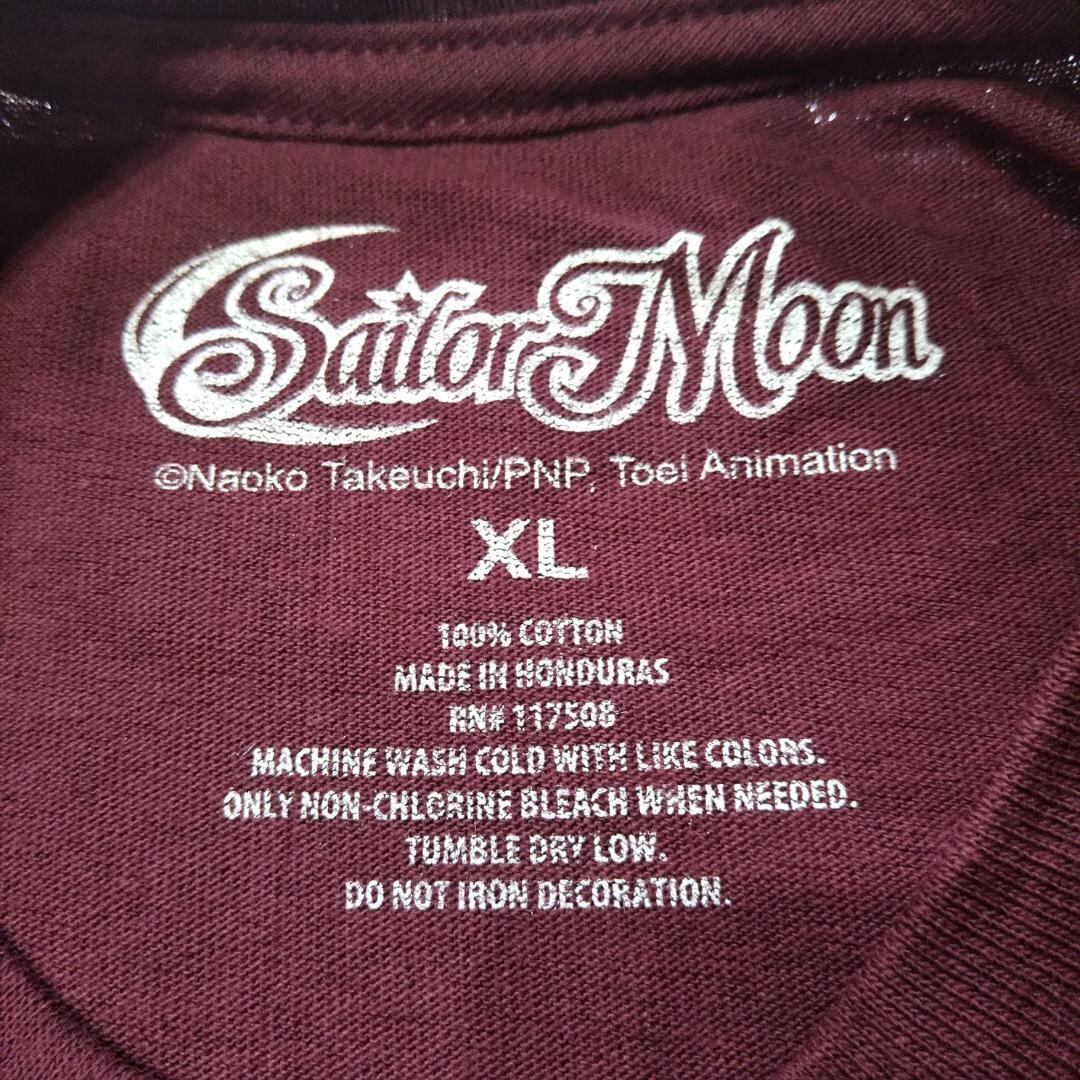 Sailor Moon
©Naoko Takeuchi/PNP, Toei Animation
XL
100% COTTON
MADE IN HONDURAS
RN# 117508
MACHINE WASH COLD WITH LIKE COLORS.
ONLY NON-CHLORINE BLEACH WHEN NEEDED.
TUMBLE DRY LOW.
DO NOT IRON DECORATION.